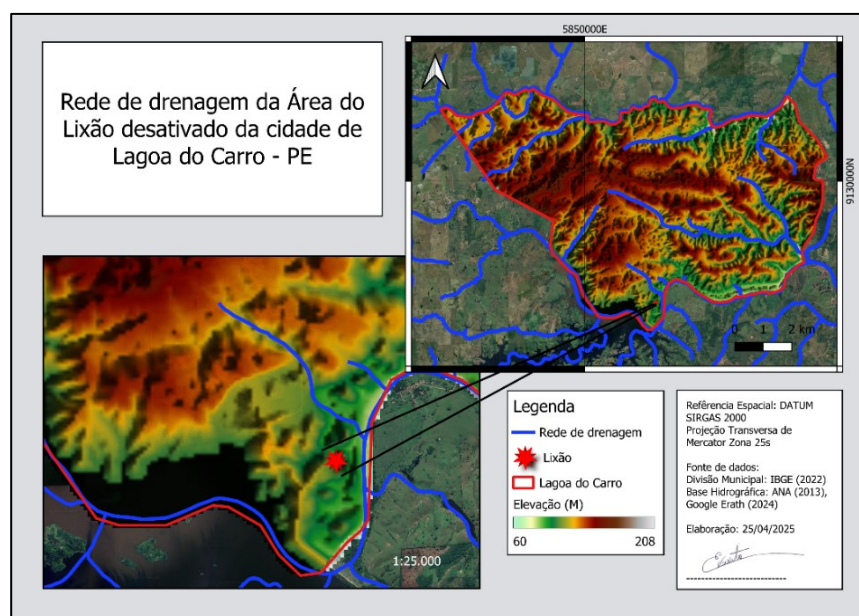 Rede de drenagem da Área do
Lixão desativado da cidade de
Lagoa do Carro - PE
5850000E
9130000N
0 1 2 km
1:25.000
Legenda
Rede de drenagem
Lixão
Lagoa do Carro
Elevação (M)
60 208
Refêrencia Espacial: DATUM
SIRGAS 2000
Projeção Transversa de
Mercator Zona 25s
Fonte de dados:
Divisão Municipal: IBGE (2022)
Base Hidrográfica: ANA (2013),
Google Erath (2024)
Elaboração: 25/04/2025